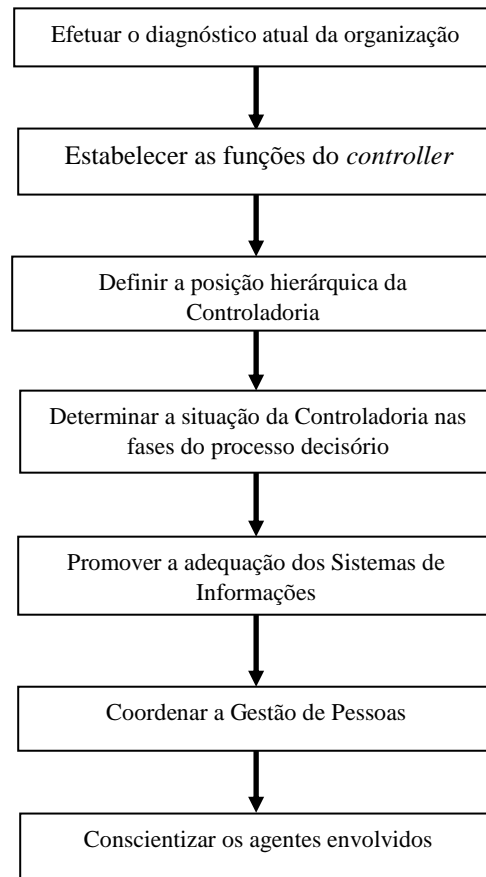 Efetuar o diagnóstico atual da organização
Estabelecer as funções do controller
Definir a posição hierárquica da
Controladoria
Determinar a situação da Controladoria nas
fases do processo decisório
Promover a adequação dos Sistemas de
Informações
Coordenar a Gestão de Pessoas
Conscientizar os agentes envolvidos